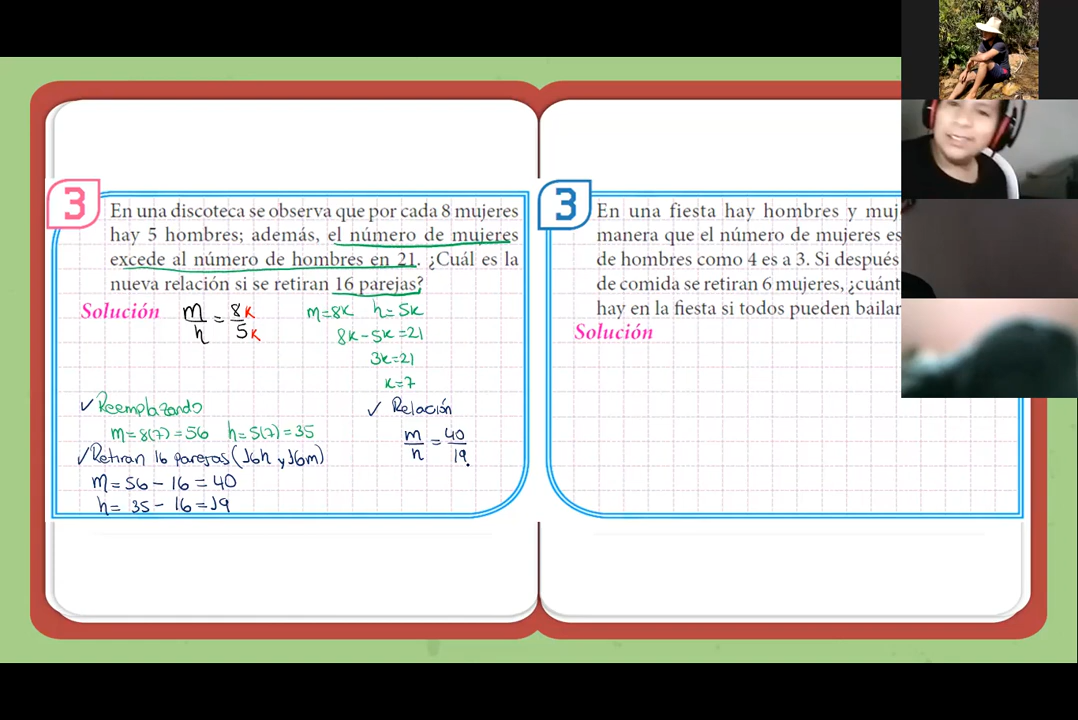 3
En una discoteca se observa que por cada 8 mujeres
hay 5 hombres; además, el número de mujeres
excede al número de hombres en 21. ¿Cuál es la
nueva relación si se retiran 16 parejas?
Solución
m/h = 8k/5k
m=8k h=5k
8k-5k=21
3k=21
k=7
✓ Reemplazando
m=8(7)=56 h=5(7)=35
✓ Retiran 16 parejas (16h y 16m)
m=56-16=40
h=35-16=19
✓ Relación
m/h = 40/19
3
En una fiesta hay hombres y muj
manera que el número de mujeres es
de hombres como 4 es a 3. Si después
de comida se retiran 6 mujeres, ¿cuánt
hay en la fiesta si todos pueden bailar
Solución